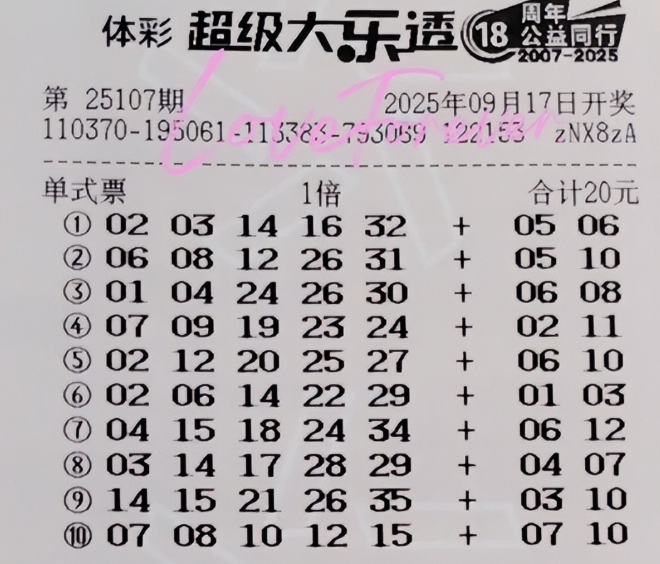 体彩 超级大乐透 18周年公益同行
2007-2025
第 25107期 2025年09月17日开奖
110370-195061-113383-793069 122153 zNX8zA
Love Forever
单式票 1倍 合计20元
① 02 03 14 16 32 + 05 06
② 06 08 12 26 31 + 05 10
③ 01 04 24 26 30 + 06 08
④ 07 09 19 23 24 + 02 11
⑤ 02 12 20 25 27 + 06 10
⑥ 02 06 14 22 29 + 01 03
⑦ 04 15 18 24 34 + 06 12
⑧ 03 14 17 28 29 + 04 07
⑨ 14 15 21 26 35 + 03 10
⑩ 07 08 10 12 15 + 07 10